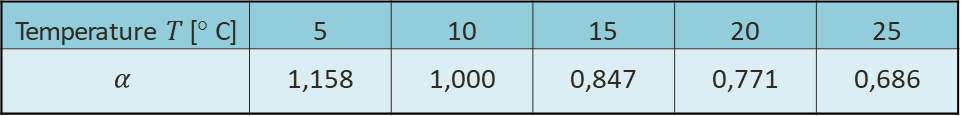 Temperature T [° C] 5 10 15 20 25
α 1,158 1,000 0,847 0,771 0,686